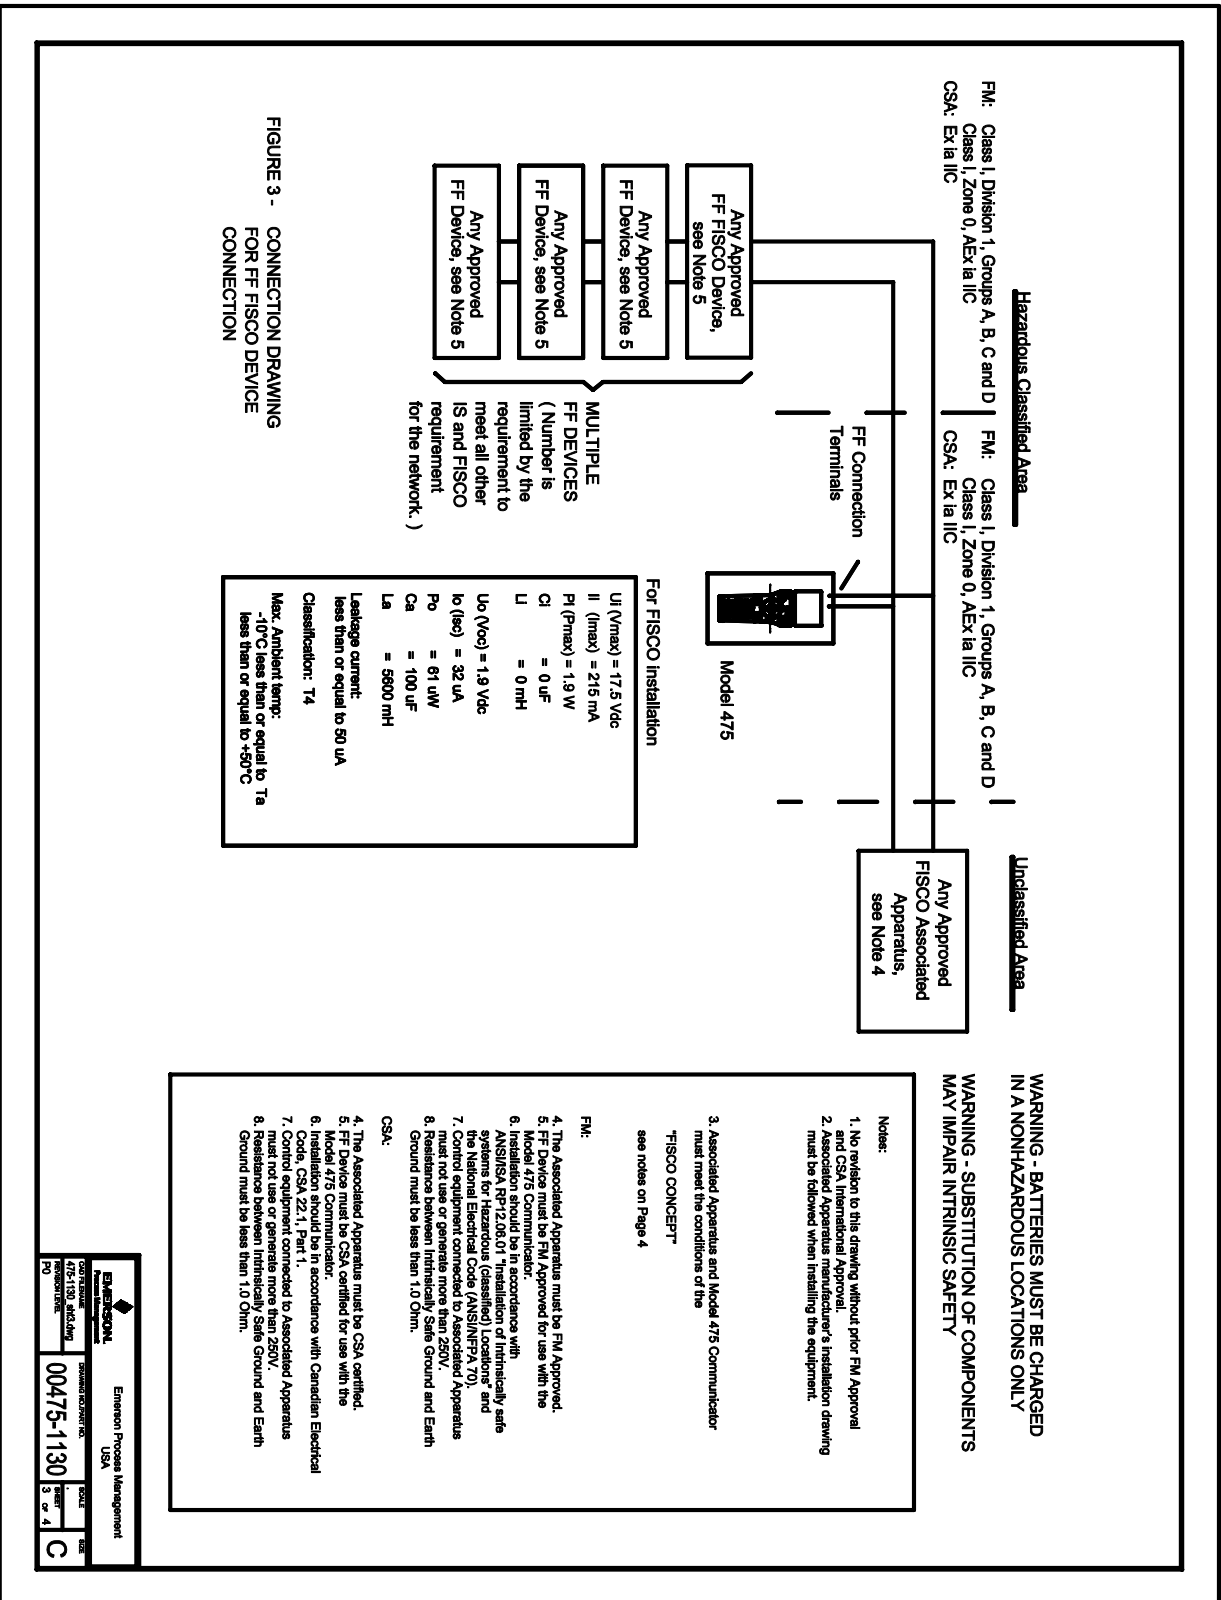 Hazardous Classified Area
FM: Class I, Division 1, Groups A, B, C and D
Class I, Zone 0, AEx ia IIC
CSA: Ex ia IIC
FM: Class I, Division 1, Groups A, B, C and D
Class I, Zone 0, AEx ia IIC
CSA: Ex ia IIC
Unclassified Area
WARNING - BATTERIES MUST BE CHARGED
IN A NONHAZARDOUS LOCATIONS ONLY
WARNING - SUBSTITUTION OF COMPONENTS
MAY IMPAIR INTRINSIC SAFETY
Any Approved
FISCO Associated
Apparatus,
see Note 4
FF Connection
Terminals
Model 475
Any Approved
FF FISCO Device,
see Note 5
Any Approved
FF Device, see Note 5
Any Approved
FF Device, see Note 5
Any Approved
FF Device, see Note 5
MULTIPLE
FF DEVICES
( Number is
limited by the
requirement to
meet all other
IS and FISCO
requirement
for the network. )
For FISCO installation
Ui (Vmax) = 17.5 Vdc
Ii (Imax) = 215 mA
Pi (Pmax) = 1.9 W
Ci = 0 uF
Li = 0 mH
Uo (Voc) = 1.9 Vdc
Io (Isc) = 32 uA
Po = 61 uW
Ca = 100 uF
La = 5600 mH
Leakage current:
less than or equal to 50 uA
Classification: T4
Max. Ambient temp:
-10°C less than or equal to Ta
less than or equal to +50°C
FIGURE 3 - CONNECTION DRAWING
FOR FF FISCO DEVICE
CONNECTION
Notes:
1. No revision to this drawing without prior FM Approval
and CSA International Approval.
2. Associated Apparatus manufacturer's installation drawing
must be followed when installing the equipment.
3. Associated Apparatus and Model 475 Communicator
must meet the conditions of the
"FISCO CONCEPT"
see notes on Page 4
FM:
4. The Associated Apparatus must be FM Approved.
5. FF Device must be FM Approved for use with the
Model 475 Communicator.
6. Installation should be in accordance with
ANSI/ISA RP12.06.01 "Installation of Intrinsically safe
systems for Hazardous (classified) Locations" and
the National Electrical Code (ANSI/NFPA 70).
7. Control equipment connected to Associated Apparatus
must not use or generate more than 250V.
8. Resistance between Intrinsically Safe Ground and Earth
Ground must be less than 1.0 Ohm.
CSA:
4. The Associated Apparatus must be CSA certified.
5. FF Device must be CSA certified for use with the
Model 475 Communicator.
6. Installation should be in accordance with Canadian Electrical
Code, CSA 22.1, Part 1.
7. Control equipment connected to Associated Apparatus
must not use or generate more than 250V.
8. Resistance between Intrinsically Safe Ground and Earth
Ground must be less than 1.0 Ohm.
EMERSON.
Process Management
Emerson Process Management
USA
CAD FILENAME
475-1130_sht3.dwg
REVISION LEVEL
P0
DRAWING NO./PART NO.
00475-1130
SCALE
SHEET
3 OF 4
SIZE
C